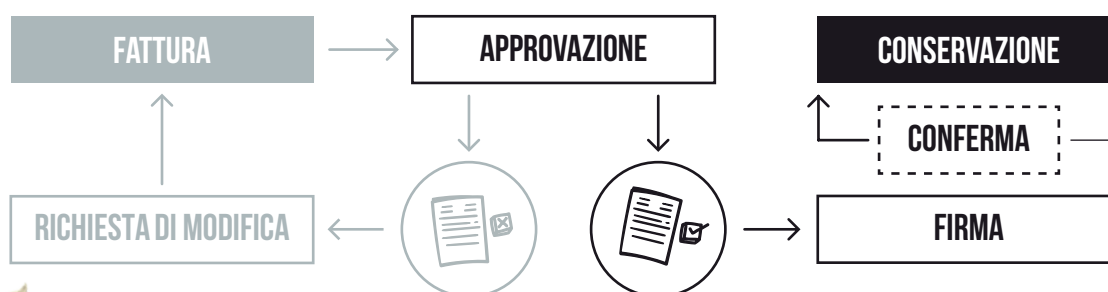 FATTURA
APPROVAZIONE
CONSERVAZIONE
CONFERMA
RICHIESTA DI MODIFICA
FIRMA